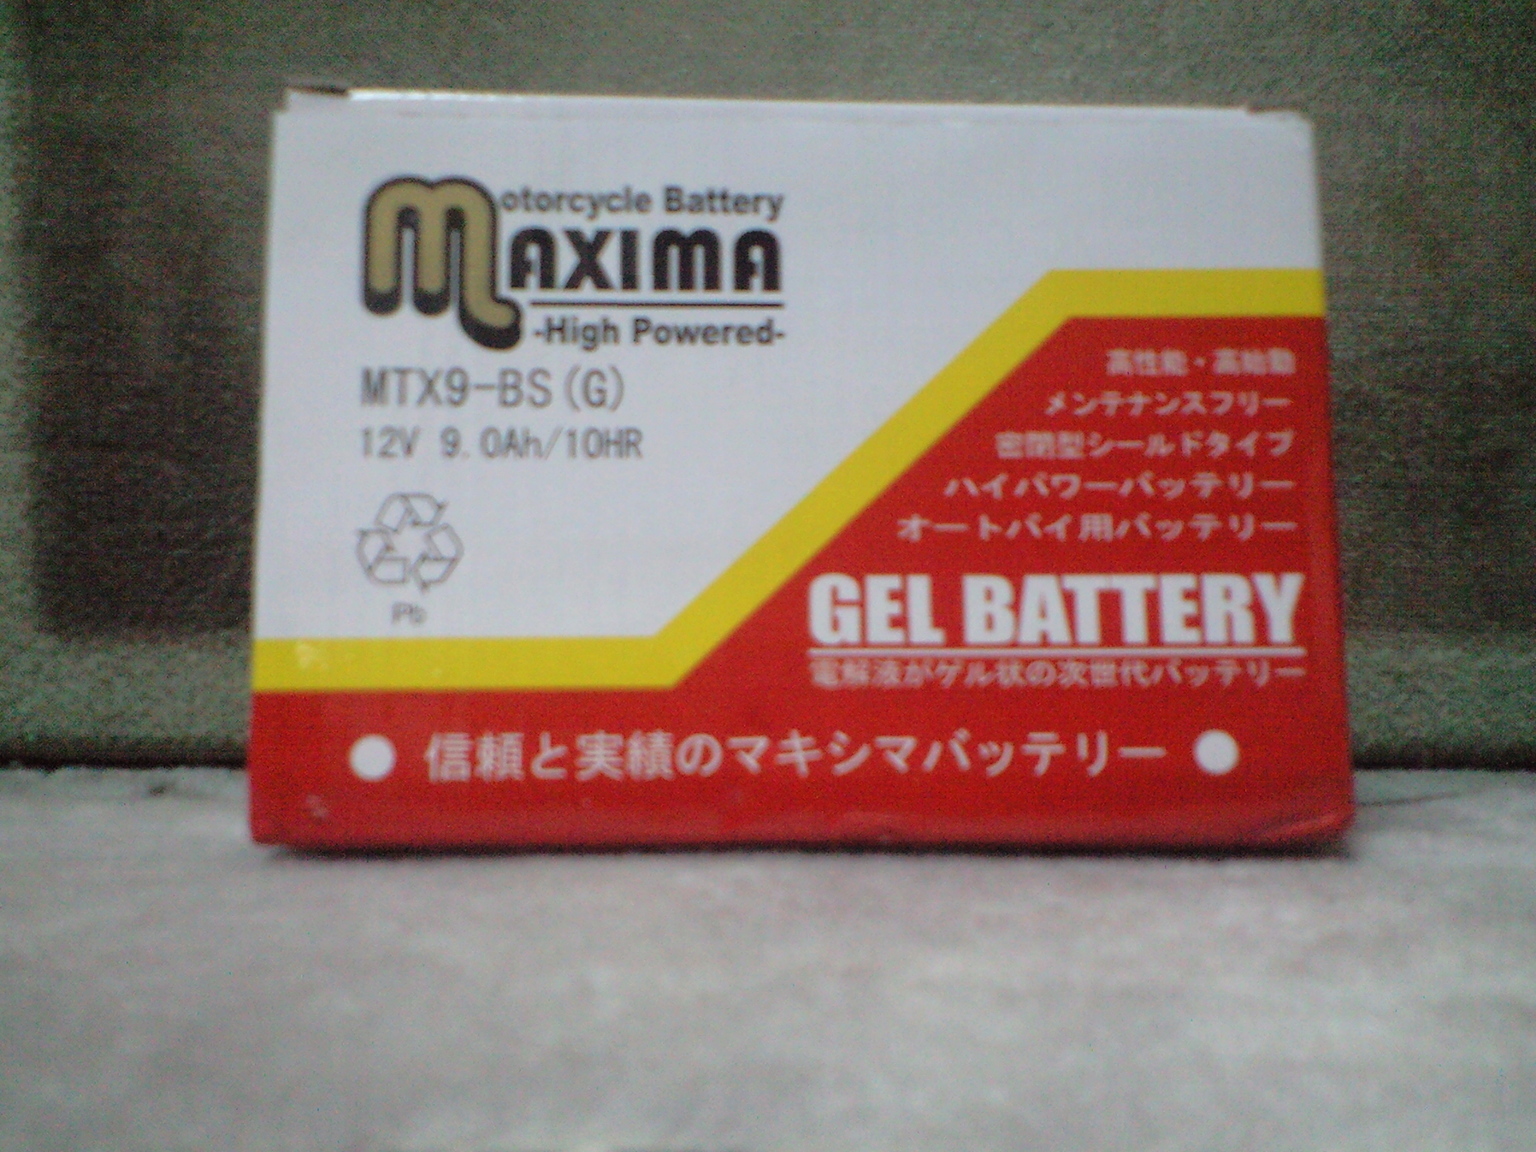 Motorcycle Battery
MAXIMA
-High Powered-
MTX9-BS(G)
12V 9.0Ah/10HR
Pb
高性能・高始動
メンテナンスフリー
密閉型シールドタイプ
ハイパワーバッテリー
オートバイ用バッテリー
GEL BATTERY
電解液がゲル状の次世代バッテリー
● 信頼と実績のマキシマバッテリー ●